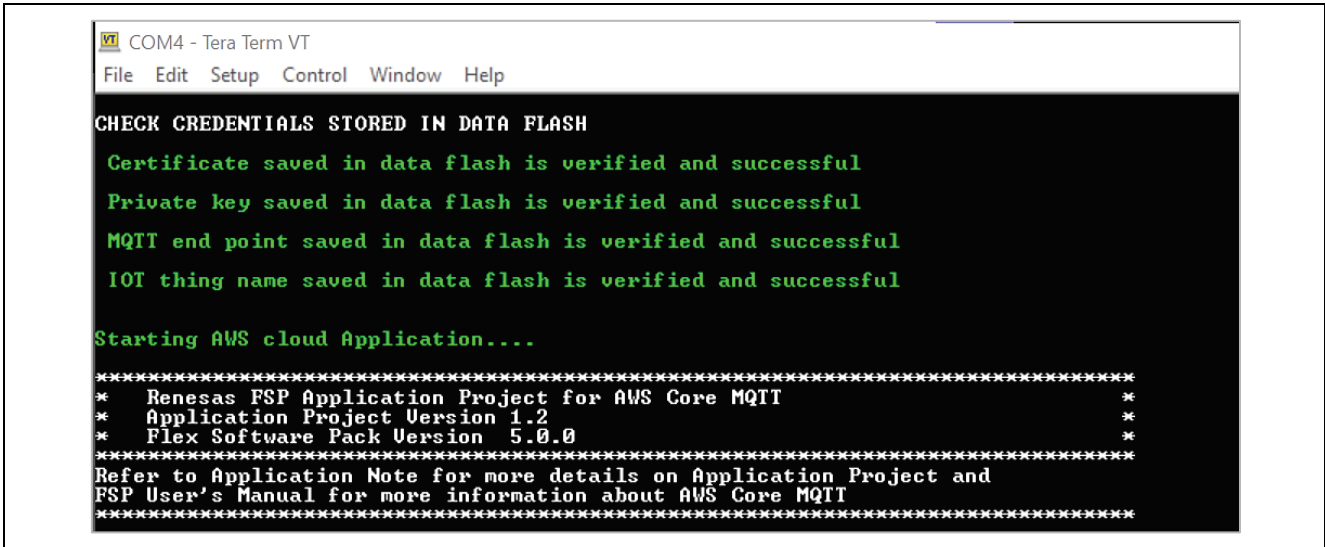 VT COM4 - Tera Term VT
File Edit Setup Control Window Help
CHECK CREDENTIALS STORED IN DATA FLASH
Certificate saved in data flash is verified and successful
Private key saved in data flash is verified and successful
MQTT end point saved in data flash is verified and successful
IOT thing name saved in data flash is verified and successful
Starting AWS cloud Application....
*******************************************************************************
* Renesas FSP Application Project for AWS Core MQTT *
* Application Project Version 1.2 *
* Flex Software Pack Version 5.0.0 *
*******************************************************************************
Refer to Application Note for more details on Application Project and
FSP User's Manual for more information about AWS Core MQTT
*******************************************************************************